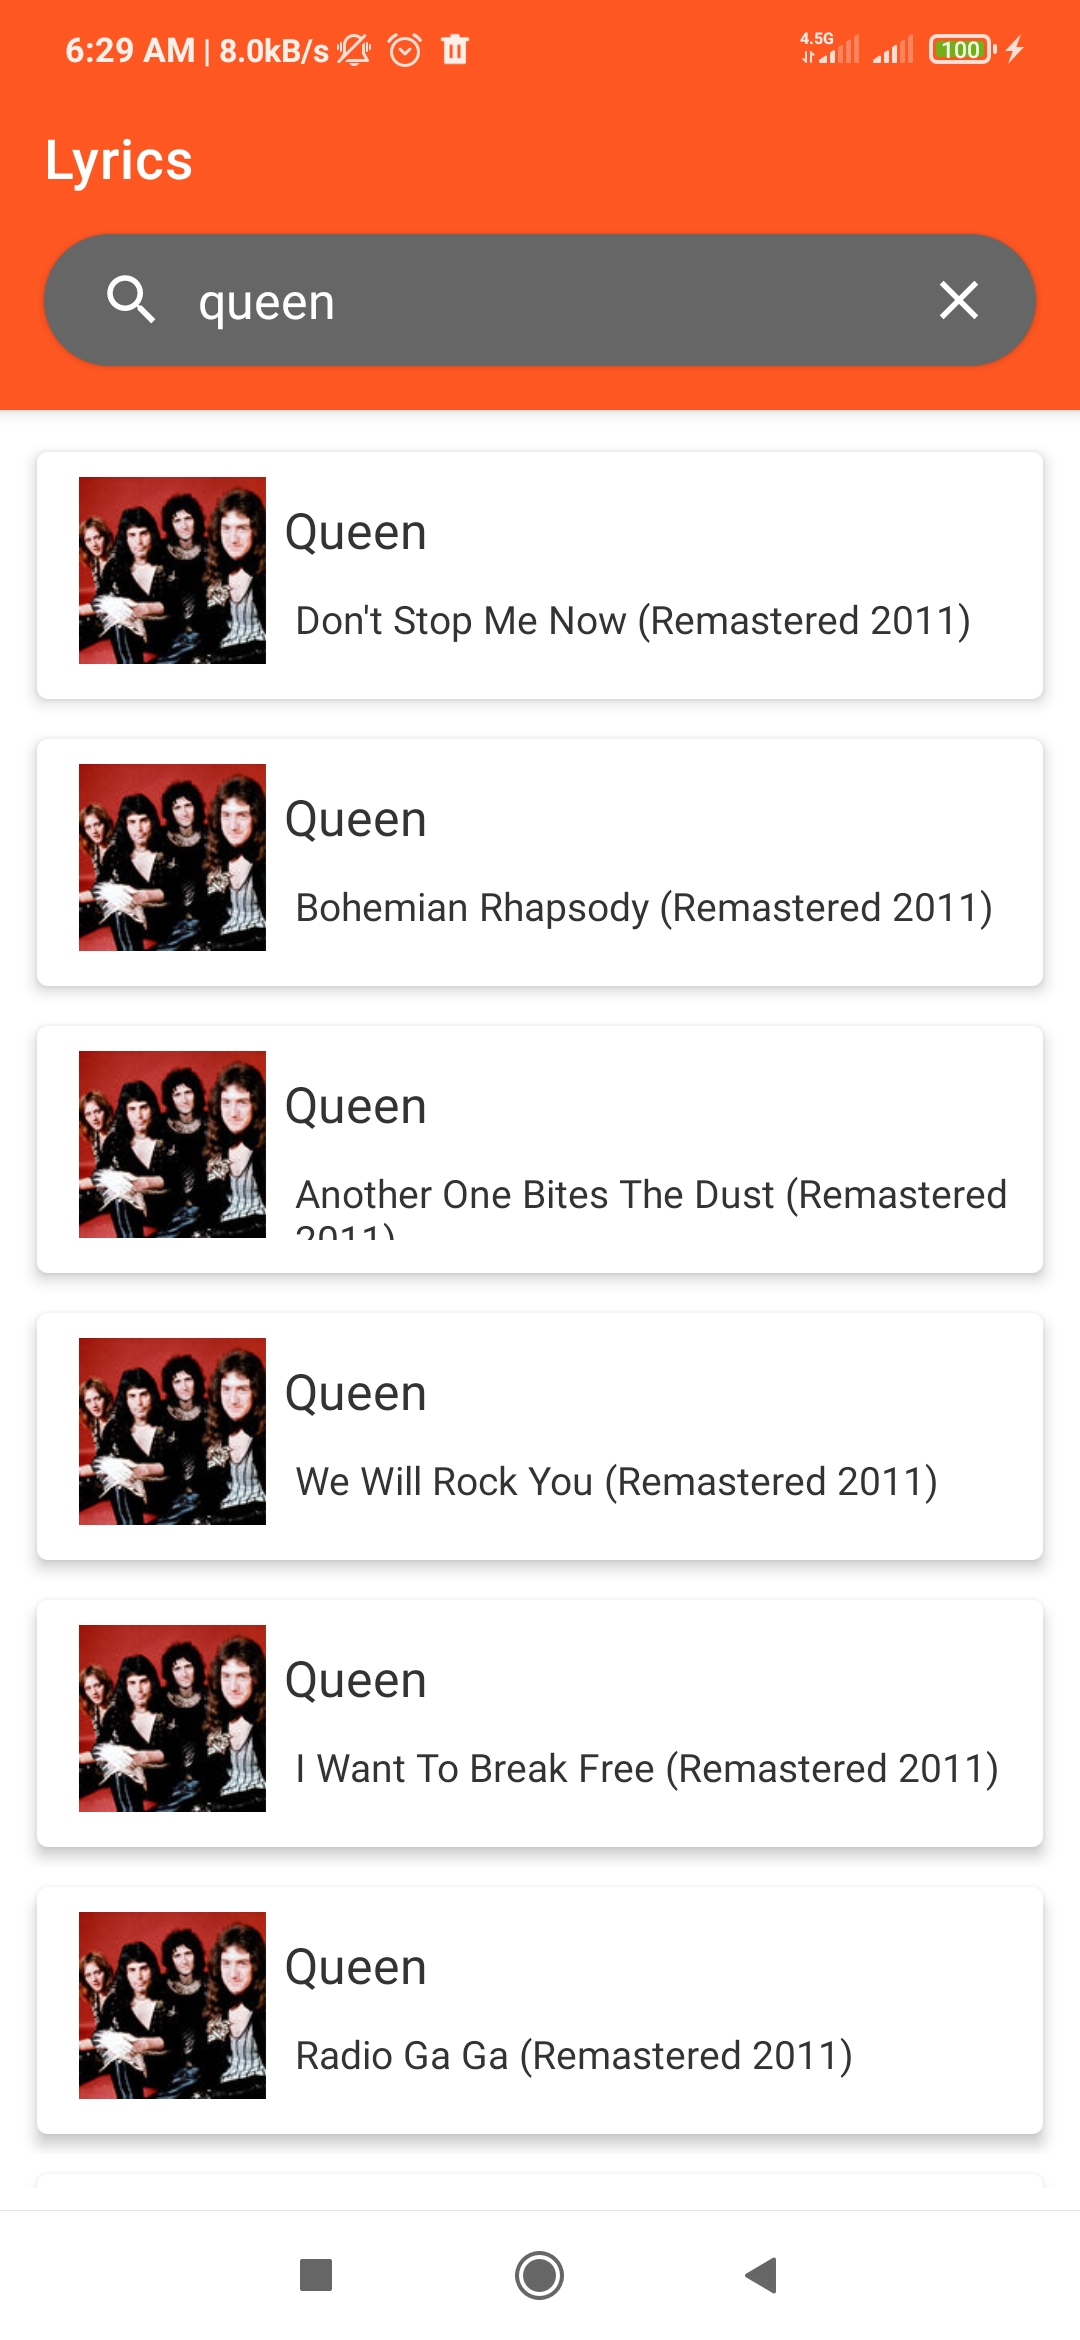 6:29 AM | 8.0kB/s
4.5G
100
Lyrics
queen
Queen
Don't Stop Me Now (Remastered 2011)
Queen
Bohemian Rhapsody (Remastered 2011)
Queen
Another One Bites The Dust (Remastered
2011)
Queen
We Will Rock You (Remastered 2011)
Queen
I Want To Break Free (Remastered 2011)
Queen
Radio Ga Ga (Remastered 2011)